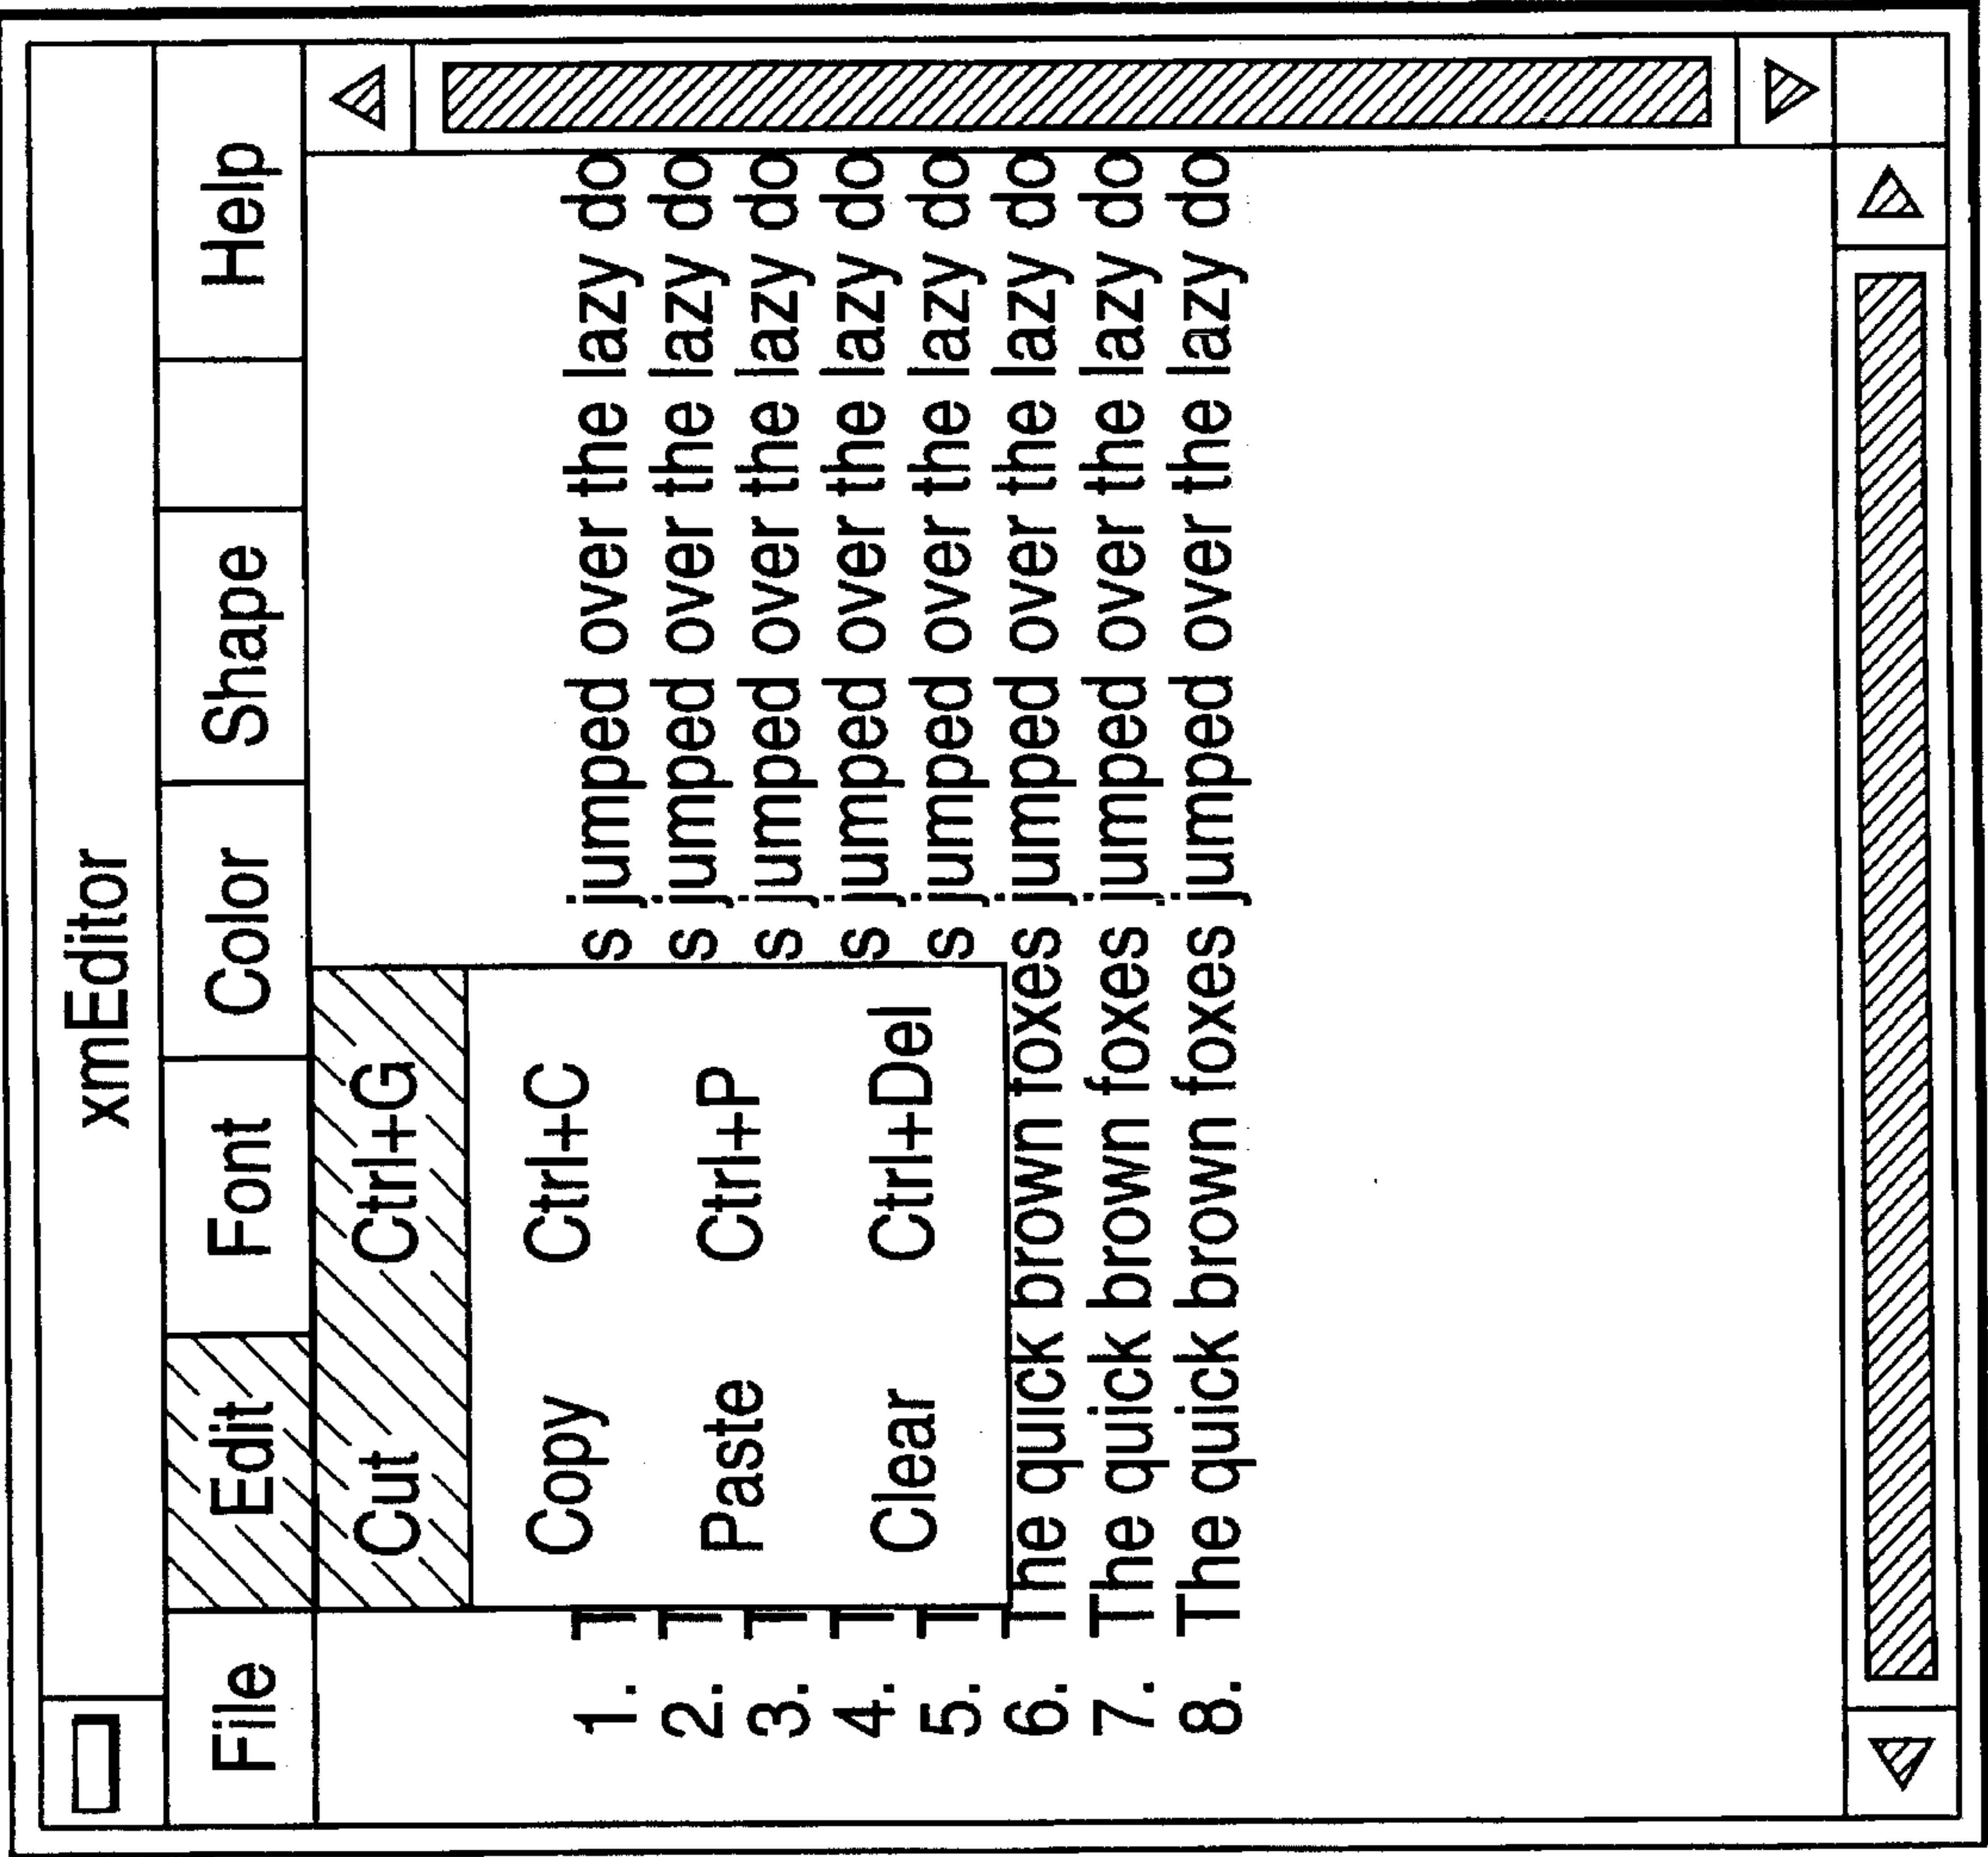 xmEditor
File Edit Font Color Shape Help
Cut Ctrl+G
Copy Ctrl+C
Paste Ctrl+P
Clear Ctrl+Del
1. T s jumped over the lazy do
2. T s jumped over the lazy do
3. T s jumped over the lazy do
4. T s jumped over the lazy do
5. T s jumped over the lazy do
6. The quick brown foxes jumped over the lazy do
7. The quick brown foxes jumped over the lazy do
8. The quick brown foxes jumped over the lazy do